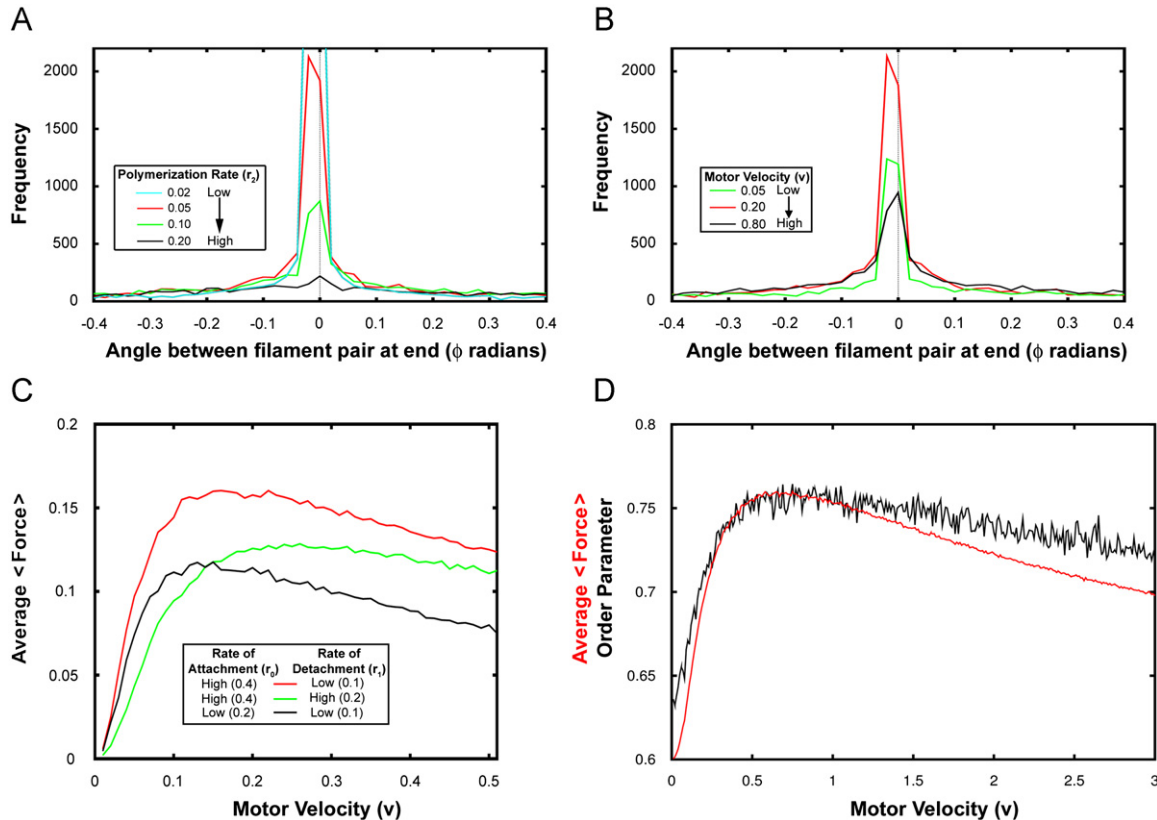 A
Frequency
2000
1500
1000
500
0
Polymerization Rate (r2)
0.02 Low
0.05
0.10
0.20 High
-0.4 -0.3 -0.2 -0.1 0 0.1 0.2 0.3 0.4
Angle between filament pair at end (ϕ radians)
B
Frequency
2000
1500
1000
500
0
Motor Velocity (v)
0.05 Low
0.20
0.80 High
-0.4 -0.3 -0.2 -0.1 0 0.1 0.2 0.3 0.4
Angle between filament pair at end (ϕ radians)
C
Average <Force>
0.2
0.15
0.1
0.05
0
Rate of Rate of
Attachment (r0) Detachment (r1)
High (0.4) Low (0.1)
High (0.4) High (0.2)
Low (0.2) Low (0.1)
0 0.1 0.2 0.3 0.4 0.5
Motor Velocity (v)
D
Average <Force>
Order Parameter
0.8
0.75
0.7
0.65
0.6
0 0.5 1 1.5 2 2.5 3
Motor Velocity (v)